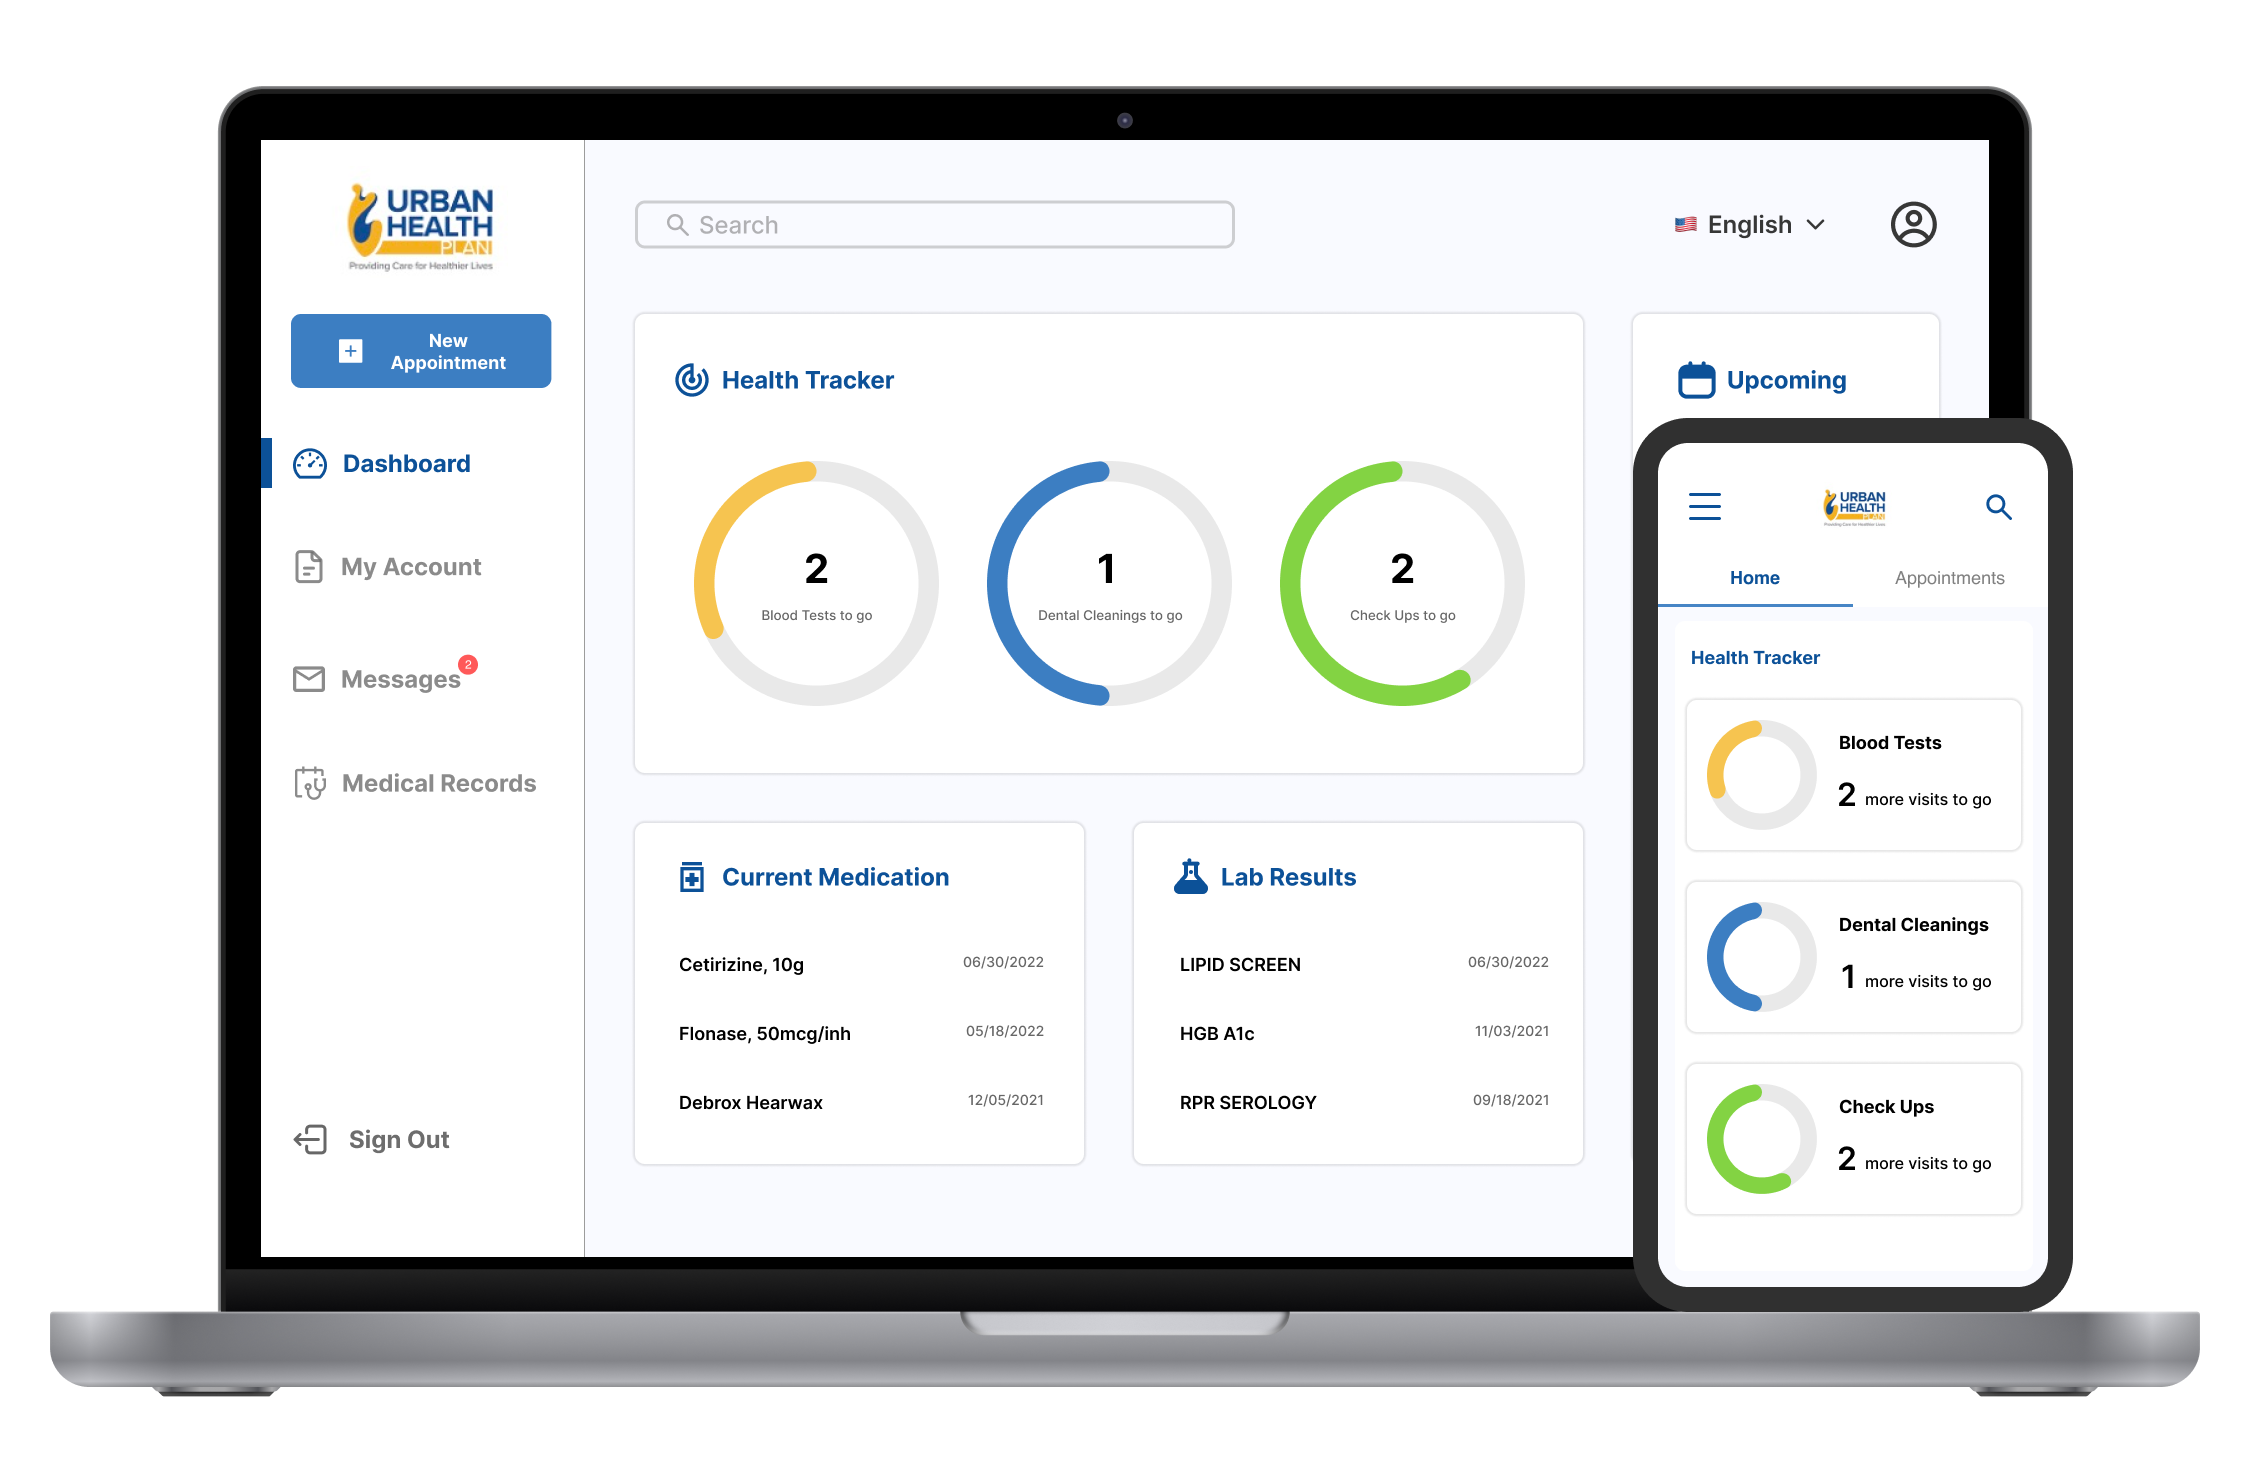 URBAN
HEALTH
PLAN
Providing Care for Healthier Lives
New
Appointment
Dashboard
My Account
Messages
2
Medical Records
Sign Out
Search
English
Health Tracker
2
Blood Tests to go
1
Dental Cleanings to go
2
Check Ups to go
Upcoming
Current Medication
Cetirizine, 10g 06/30/2022
Flonase, 50mcg/inh 05/18/2022
Debrox Hearwax 12/05/2021
Lab Results
LIPID SCREEN 06/30/2022
HGB A1c 11/03/2021
RPR SEROLOGY 09/18/2021
URBAN
HEALTH
PLAN
Providing Care for Healthier Lives
Home Appointments
Health Tracker
Blood Tests
2 more visits to go
Dental Cleanings
1 more visits to go
Check Ups
2 more visits to go